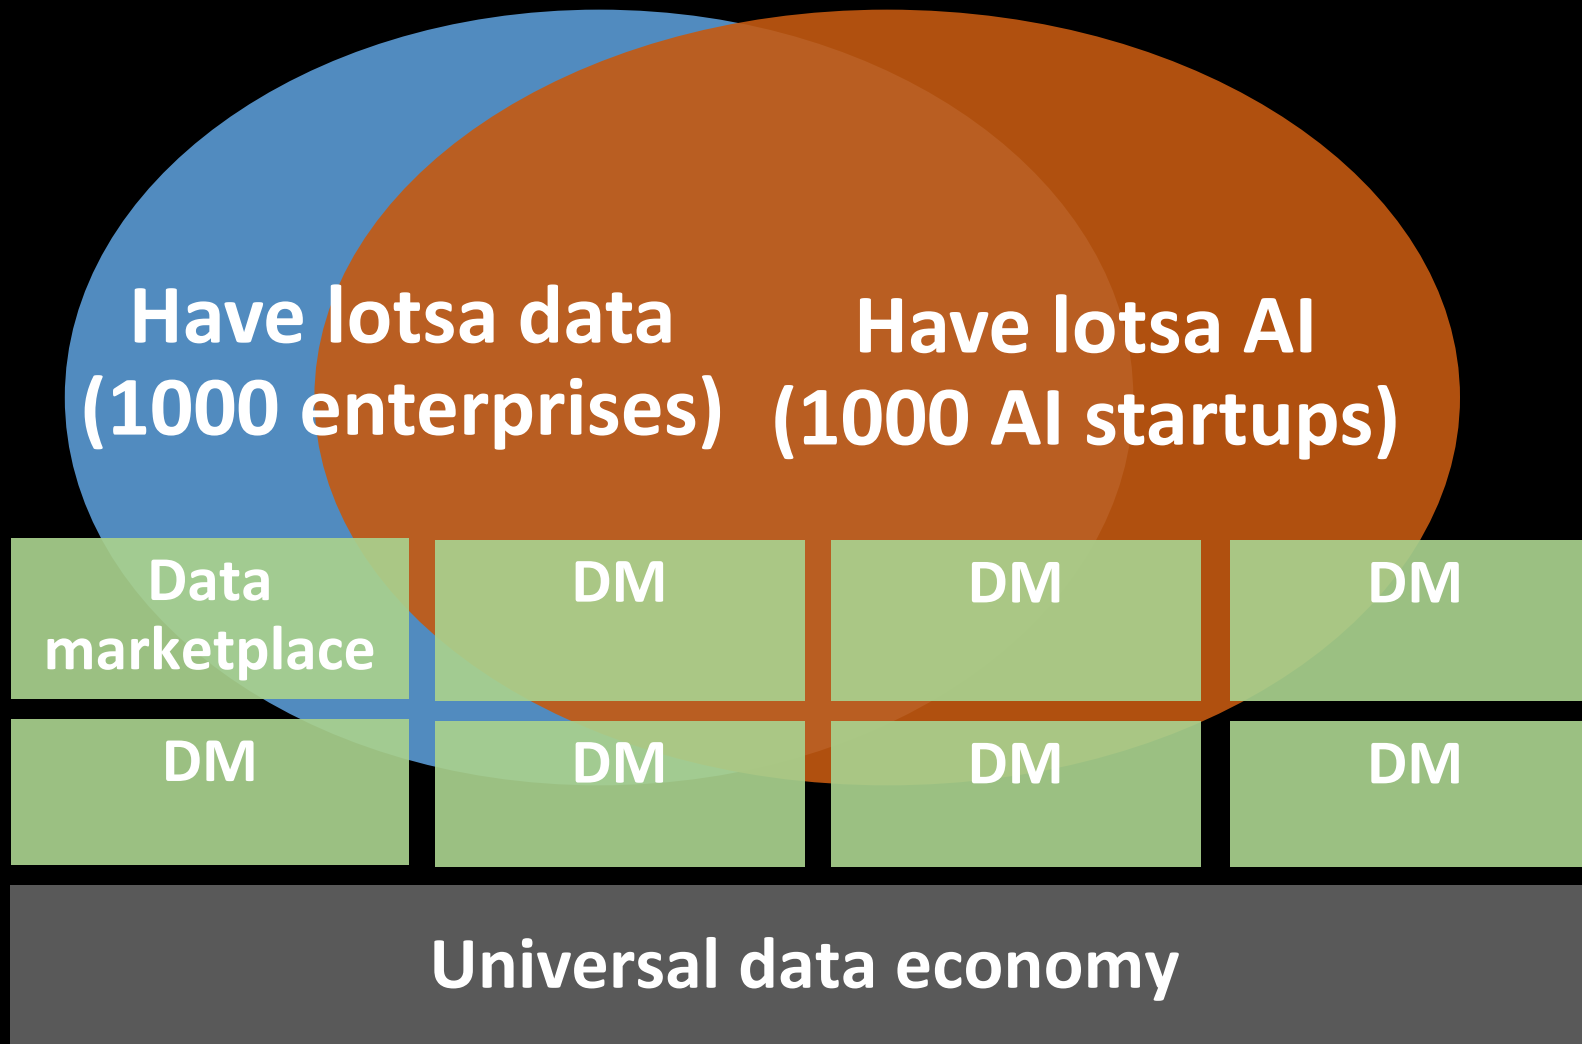 Have lotsa data
(1000 enterprises)
Have lotsa AI
(1000 AI startups)
Data
marketplace
DM
DM
DM
DM
DM
DM
DM
Universal data economy